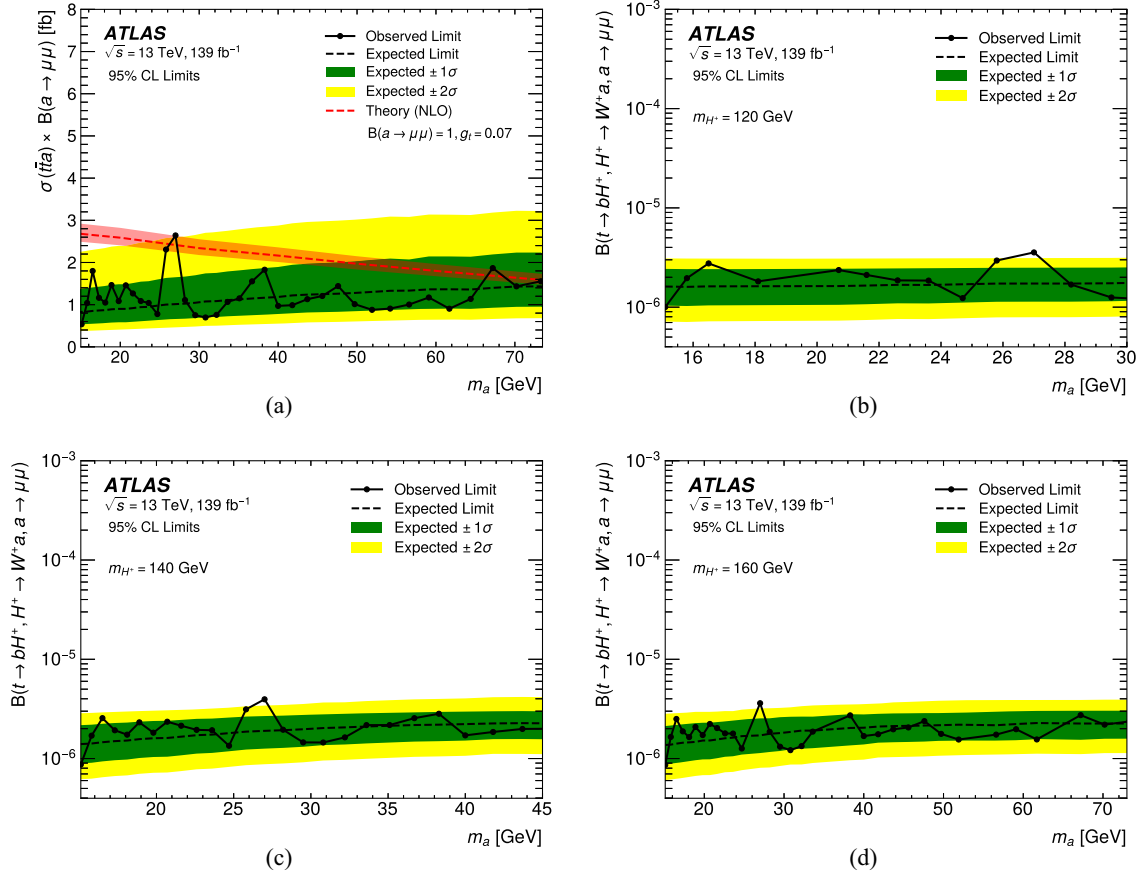 ATLAS
√s = 13 TeV, 139 fb⁻¹
95% CL Limits
Observed Limit
Expected Limit
Expected ± 1σ
Expected ± 2σ
Theory (NLO)
B(a → μμ) = 1, g_t = 0.07
σ(tt̄a) × B(a → μμ) [fb]
8
7
6
5
4
3
2
1
0
20 30 40 50 60 70
m_a [GeV]
(a)
ATLAS
√s = 13 TeV, 139 fb⁻¹
95% CL Limits
m_H⁺ = 120 GeV
Observed Limit
Expected Limit
Expected ± 1σ
Expected ± 2σ
B(t → bH⁺, H⁺ → W⁺a, a → μμ)
10⁻³
10⁻⁴
10⁻⁵
10⁻⁶
16 18 20 22 24 26 28 30
m_a [GeV]
(b)
ATLAS
√s = 13 TeV, 139 fb⁻¹
95% CL Limits
m_H⁺ = 140 GeV
Observed Limit
Expected Limit
Expected ± 1σ
Expected ± 2σ
B(t → bH⁺, H⁺ → W⁺a, a → μμ)
10⁻³
10⁻⁴
10⁻⁵
10⁻⁶
20 25 30 35 40 45
m_a [GeV]
(c)
ATLAS
√s = 13 TeV, 139 fb⁻¹
95% CL Limits
m_H⁺ = 160 GeV
Observed Limit
Expected Limit
Expected ± 1σ
Expected ± 2σ
B(t → bH⁺, H⁺ → W⁺a, a → μμ)
10⁻³
10⁻⁴
10⁻⁵
10⁻⁶
20 30 40 50 60 70
m_a [GeV]
(d)